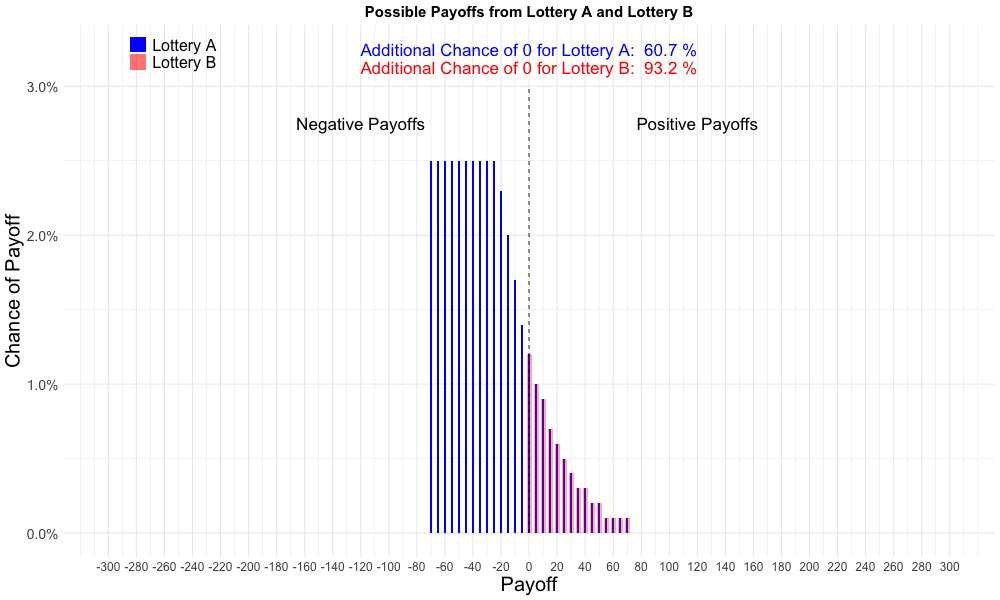 Possible Payoffs from Lottery A and Lottery B
Lottery A
Lottery B
Additional Chance of 0 for Lottery A: 60.7 %
Additional Chance of 0 for Lottery B: 93.2 %
Negative Payoffs
Positive Payoffs
Chance of Payoff
3.0%
2.0%
1.0%
0.0%
-300 -280 -260 -240 -220 -200 -180 -160 -140 -120 -100 -80 -60 -40 -20 0 20 40 60 80 100 120 140 160 180 200 220 240 260 280 300
Payoff